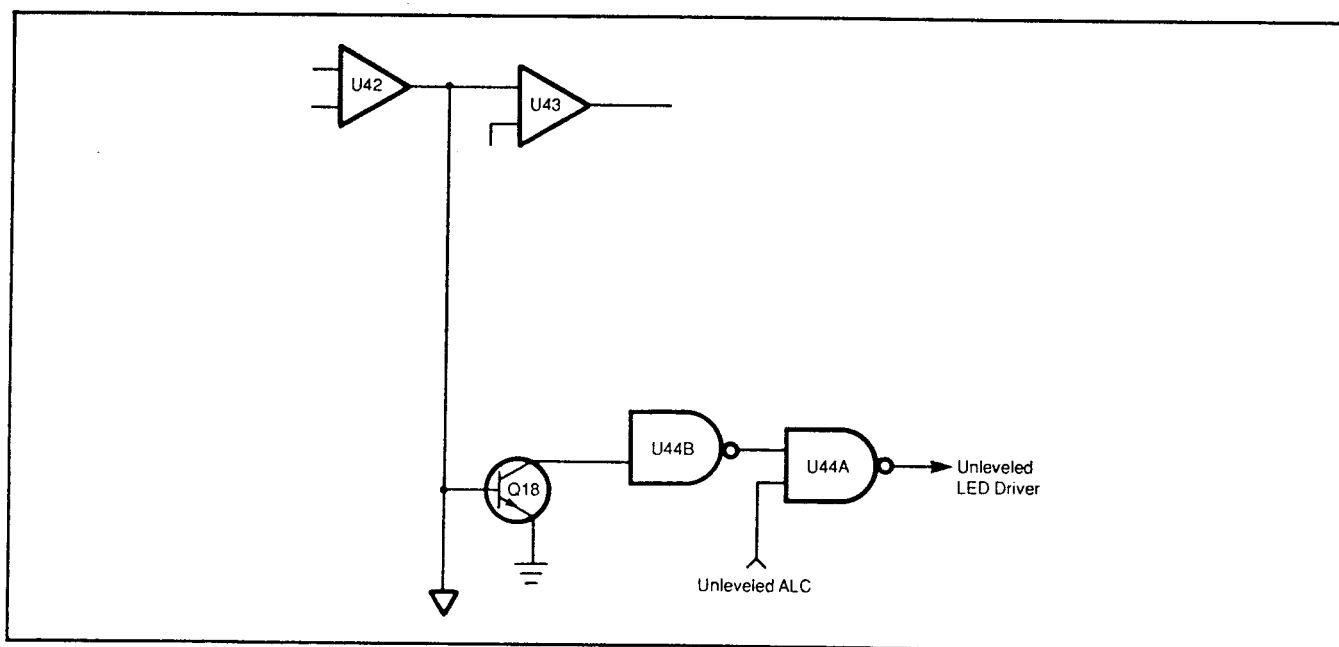 U42
U43
U44B
U44A
Unleveled
LED Driver
Q18
Unleveled ALC